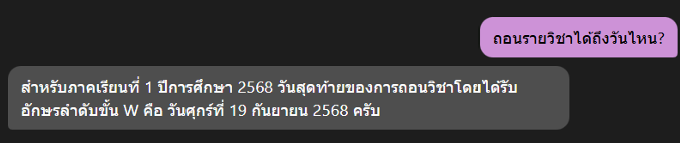 ถอนรายวิชาได้ถึงวันไหน?
สำหรับภาคเรียนที่ 1 ปีการศึกษา 2568 วันสุดท้ายของการถอนวิชาโดยได้รับ
อักษรลำดับขั้น W คือ วันศุกร์ที่ 19 กันยายน 2568 ครับ